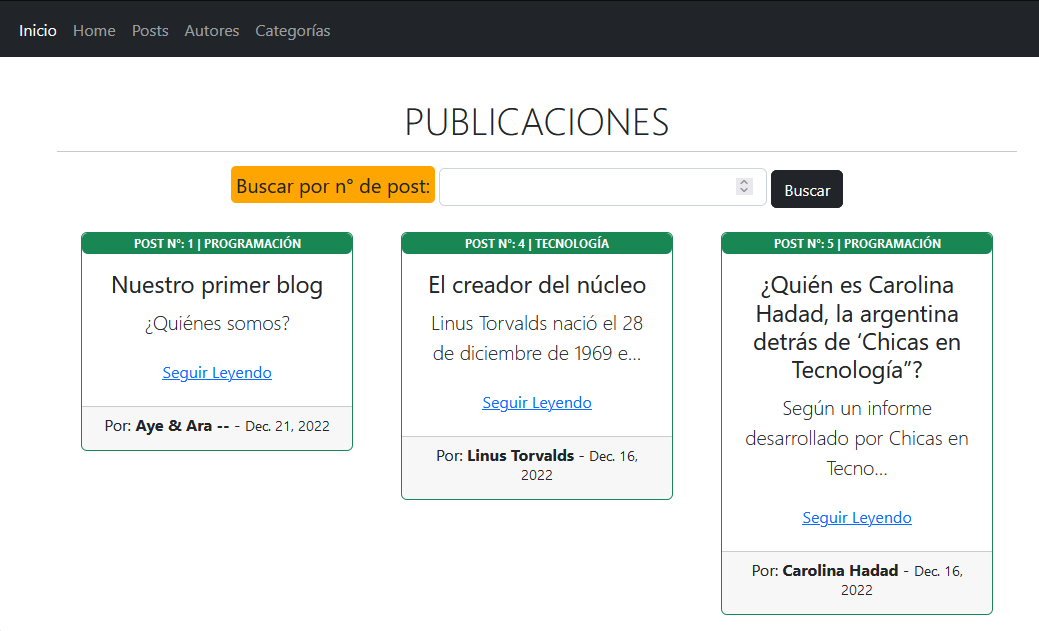 Inicio Home Posts Autores Categorías
PUBLICACIONES
Buscar por n° de post: Buscar
POST N°: 1 | PROGRAMACIÓN
Nuestro primer blog
¿Quiénes somos?
Seguir Leyendo
Por: Aye & Ara -- - Dec. 21, 2022
POST N°: 4 | TECNOLOGÍA
El creador del núcleo
Linus Torvalds nació el 28
de diciembre de 1969 e...
Seguir Leyendo
Por: Linus Torvalds - Dec. 16,
2022
POST N°: 5 | PROGRAMACIÓN
¿Quién es Carolina
Hadad, la argentina
detrás de ‘Chicas en
Tecnología”?
Según un informe
desarrollado por Chicas en
Tecno...
Seguir Leyendo
Por: Carolina Hadad - Dec. 16,
2022